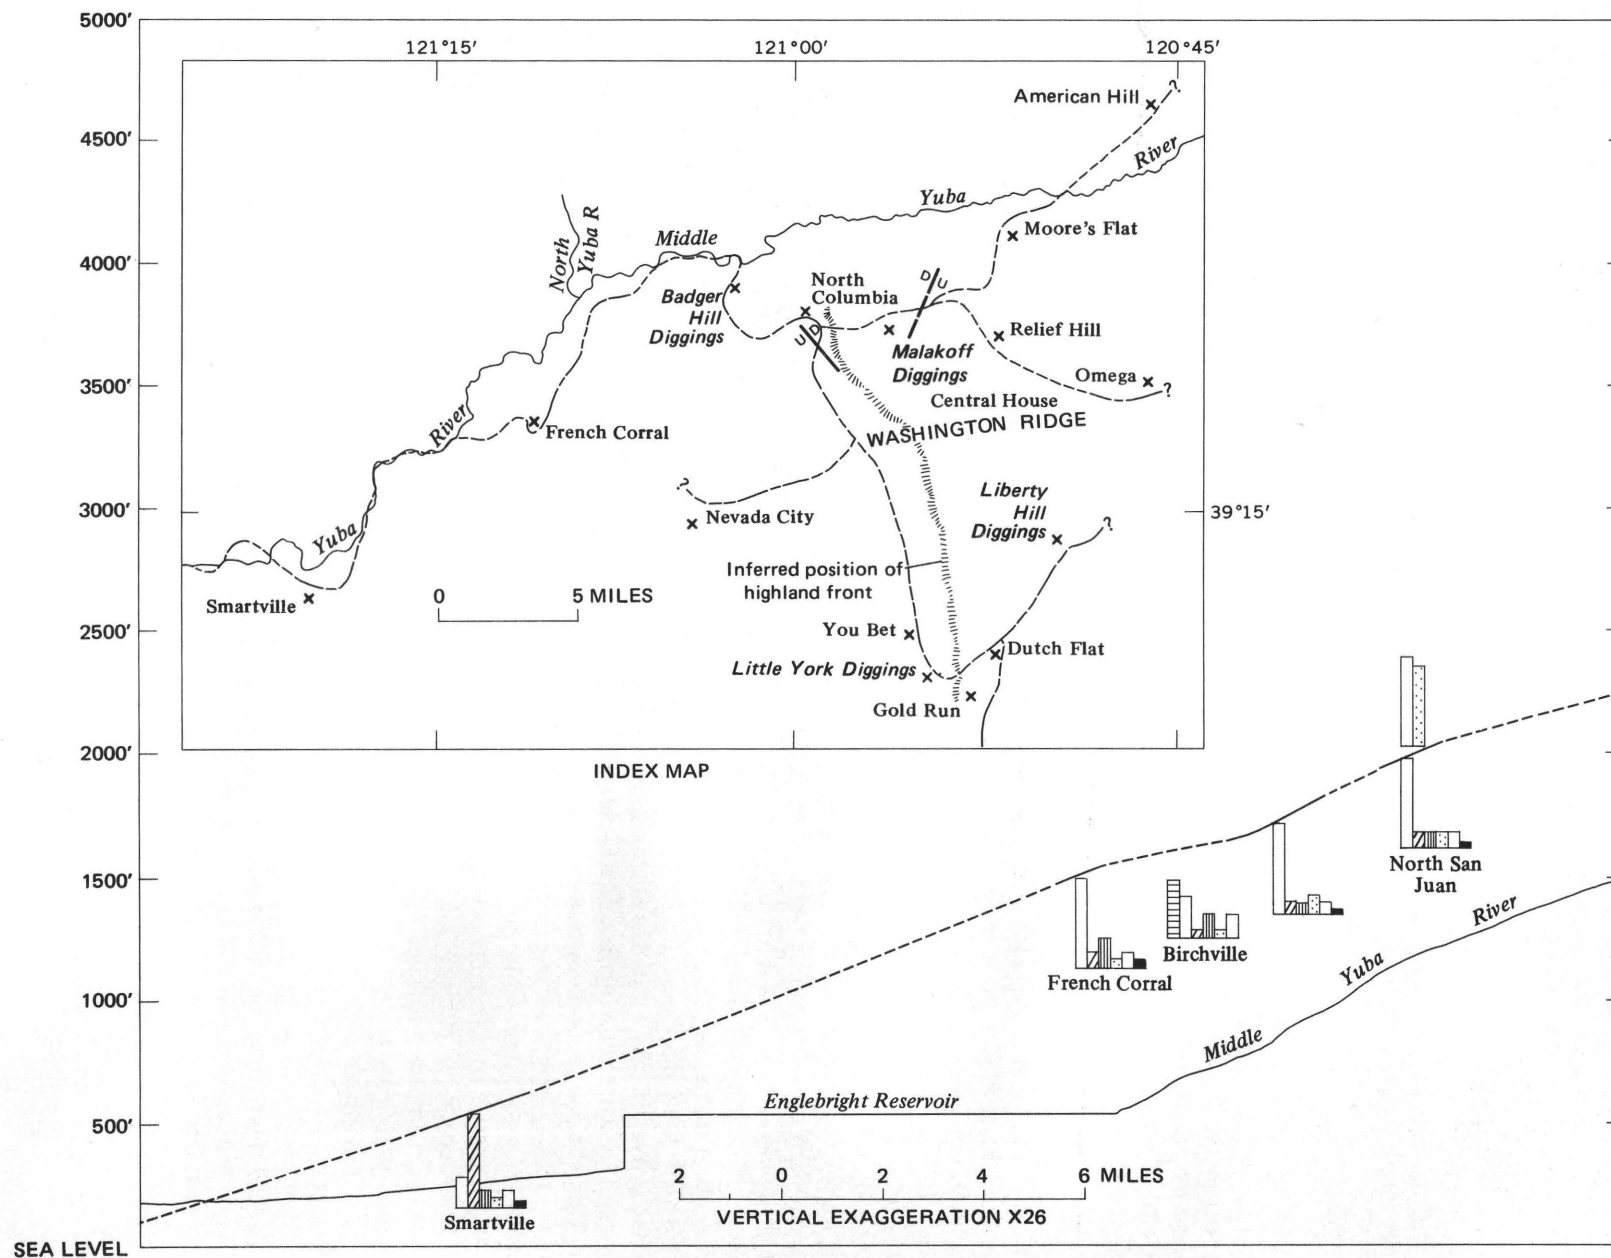 5000′
121°15′
121°00′
120°45′
American Hill
?
4500′
River
Yuba
North
Yuba R
Middle
Moore's Flat
4000′
North
Columbia
D
U
Badger
Hill
Diggings
U
D
Malakoff
Diggings
Relief Hill
Omega
?
3500′
Central House
River
French Corral
WASHINGTON RIDGE
?
Liberty
Hill
Diggings
?
3000′
Nevada City
39°15′
Yuba
Inferred position of
highland front
Smartville
0
5 MILES
2500′
You Bet
Dutch Flat
Little York Diggings
Gold Run
2000′
INDEX MAP
1500′
North San
Juan
River
Birchville
French Corral
Yuba
1000′
Middle
Englebright Reservoir
500′
2
0
2
4
6 MILES
Smartville
VERTICAL EXAGGERATION X26
SEA LEVEL